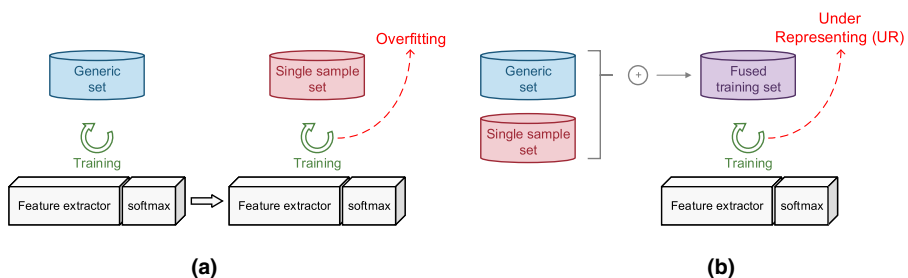 Generic
set
Training
Feature extractor
softmax
Overfitting
Single sample
set
Training
Feature extractor
softmax
(a)
Generic
set
Single sample
set
+
Under
Representing (UR)
Fused
training set
Training
Feature extractor
softmax
(b)